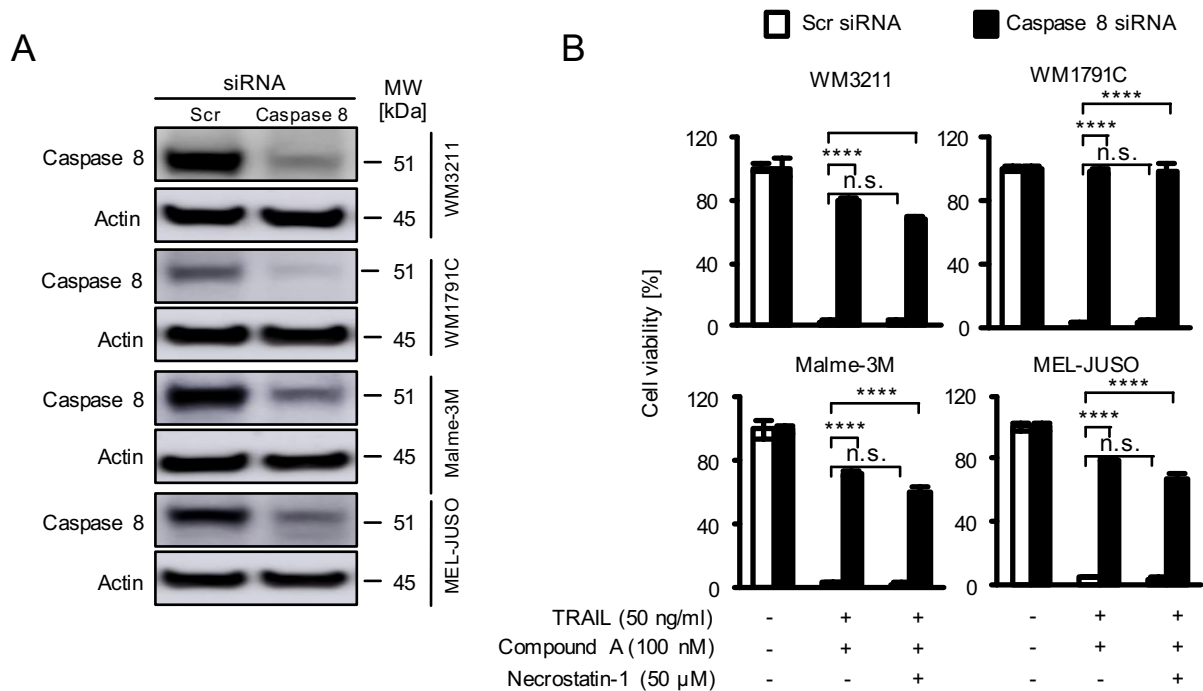 A
siRNA
Scr Caspase 8
MW
[kDa]
Caspase 8 51
Actin 45
WM3211
Caspase 8 51
Actin 45
WM1791C
Caspase 8 51
Actin 45
Malme-3M
Caspase 8 51
Actin 45
MEL-JUSO
B
Scr siRNA Caspase 8 siRNA
Cell viability [%]
WM3211
120
80
40
0
****
n.s.
WM1791C
120
80
40
0
****
****
n.s.
Malme-3M
120
80
40
0
****
****
n.s.
MEL-JUSO
120
80
40
0
****
****
n.s.
TRAIL (50 ng/ml) - + + - + +
Compound A (100 nM) - + + - + +
Necrostatin-1 (50 µM) - - + - - +